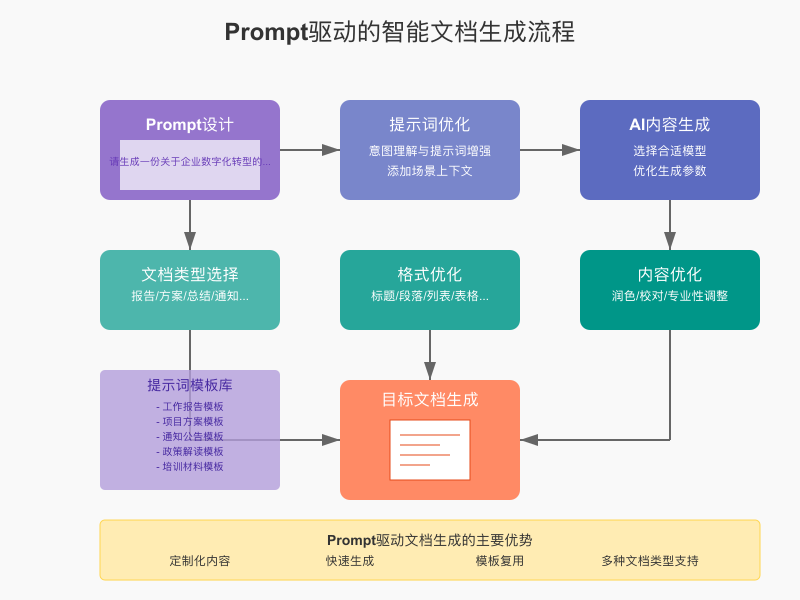 Prompt驱动的智能文档生成流程
Prompt设计
请生成一份关于企业数字化转型的...
提示词优化
意图理解与提示词增强
添加场景上下文
AI内容生成
选择合适模型
优化生成参数
文档类型选择
报告/方案/总结/通知...
格式优化
标题/段落/列表/表格...
内容优化
润色/校对/专业性调整
提示词模板库
- 工作报告模板
- 项目方案模板
- 通知公告模板
- 政策解读模板
- 培训材料模板
目标文档生成
Prompt驱动文档生成的主要优势
定制化内容
快速生成
模板复用
多种文档类型支持